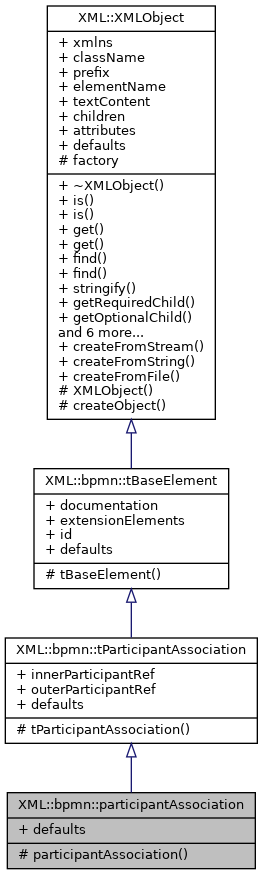 XML::XMLObject
+ xmlns
+ className
+ prefix
+ elementName
+ textContent
+ children
+ attributes
+ defaults
# factory
+ ~XMLObject()
+ is()
+ is()
+ get()
+ get()
+ find()
+ find()
+ stringify()
+ getRequiredChild()
+ getOptionalChild()
and 6 more...
+ createFromStream()
+ createFromString()
+ createFromFile()
# XMLObject()
# createObject()
XML::bpmn::tBaseElement
+ documentation
+ extensionElements
+ id
+ defaults
# tBaseElement()
XML::bpmn::tParticipantAssociation
+ innerParticipantRef
+ outerParticipantRef
+ defaults
# tParticipantAssociation()
XML::bpmn::participantAssociation
+ defaults
# participantAssociation()